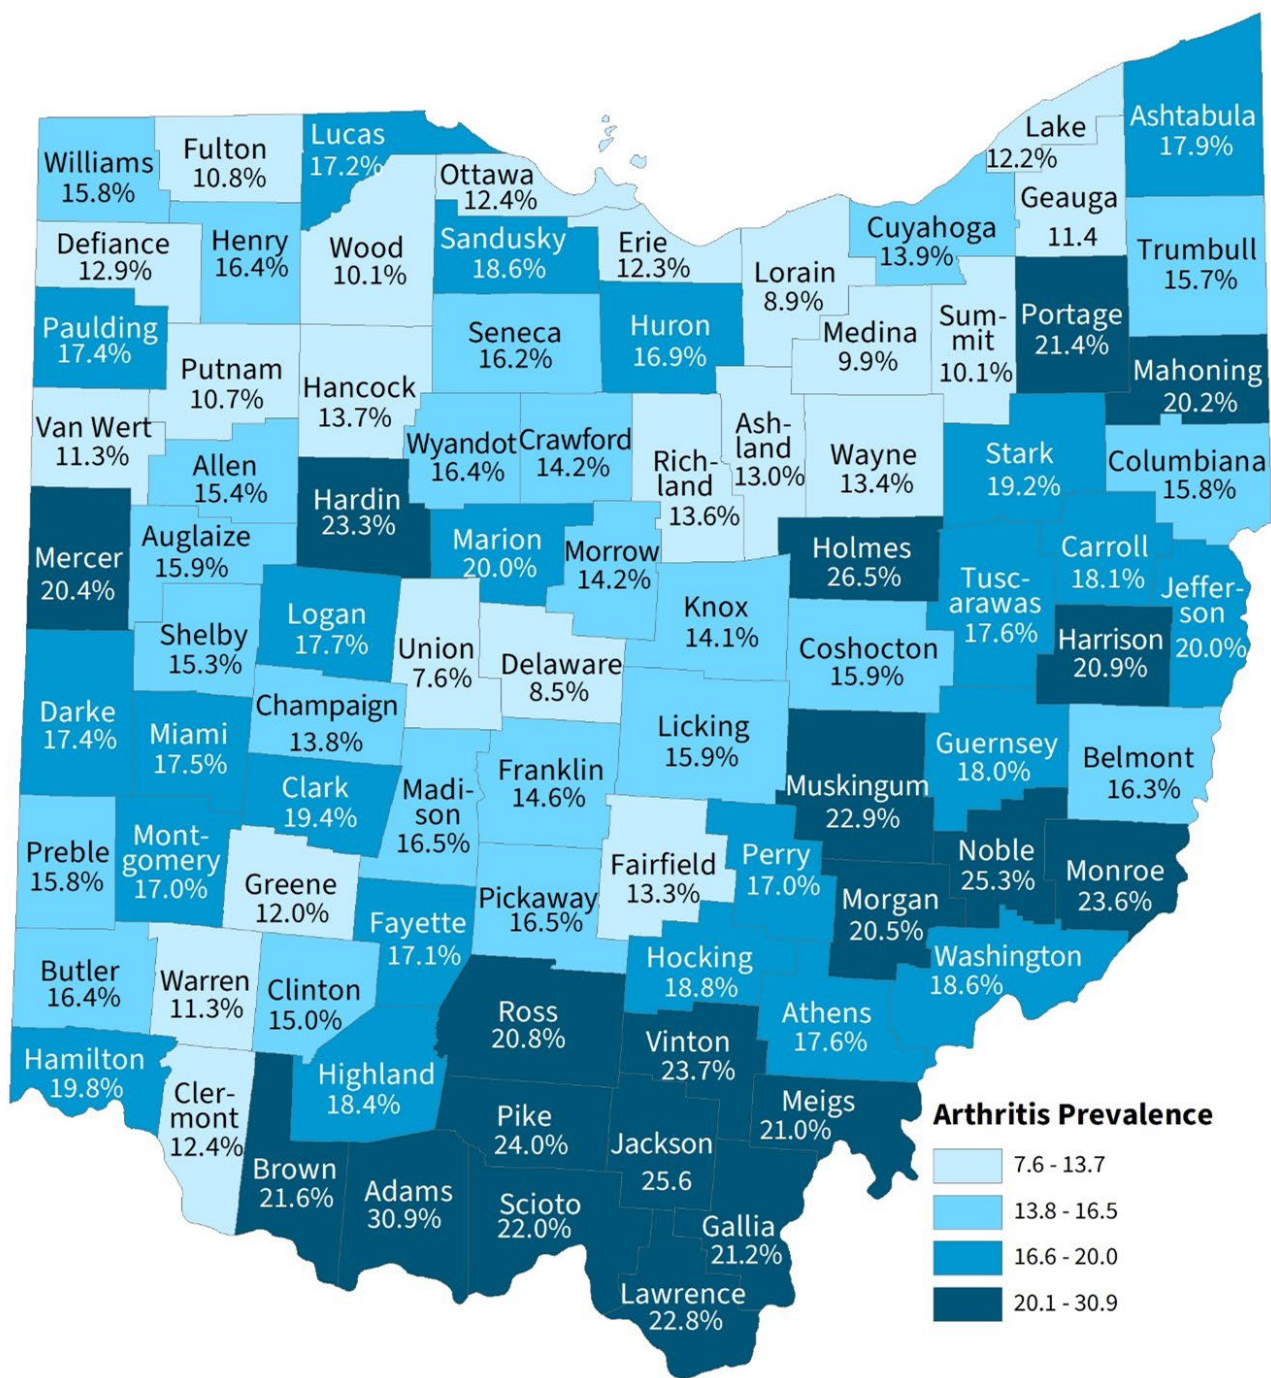 Williams
15.8%
Fulton
10.8%
Lucas
17.2%
Ottawa
12.4%
Lake
12.2%
Ashtabula
17.9%
Geauga
11.4
Defiance
12.9%
Henry
16.4%
Wood
10.1%
Sandusky
18.6%
Erie
12.3%
Lorain
8.9%
Cuyahoga
13.9%
Trumbull
15.7%
Paulding
17.4%
Putnam
10.7%
Hancock
13.7%
Seneca
16.2%
Huron
16.9%
Medina
9.9%
Sum-
mit
10.1%
Portage
21.4%
Mahoning
20.2%
Van Wert
11.3%
Allen
15.4%
Hardin
23.3%
Wyandot
16.4%
Crawford
14.2%
Rich-
land
13.6%
Ash-
land
13.0%
Wayne
13.4%
Stark
19.2%
Columbiana
15.8%
Mercer
20.4%
Auglaize
15.9%
Marion
20.0%
Morrow
14.2%
Holmes
26.5%
Tusc-
arawas
17.6%
Carroll
18.1%
Jeffer-
son
20.0%
Shelby
15.3%
Logan
17.7%
Union
7.6%
Delaware
8.5%
Knox
14.1%
Coshocton
15.9%
Harrison
20.9%
Darke
17.4%
Miami
17.5%
Champaign
13.8%
Clark
19.4%
Madi-
son
16.5%
Franklin
14.6%
Licking
15.9%
Muskingum
22.9%
Guernsey
18.0%
Belmont
16.3%
Preble
15.8%
Mont-
gomery
17.0%
Greene
12.0%
Fayette
17.1%
Pickaway
16.5%
Fairfield
13.3%
Perry
17.0%
Morgan
20.5%
Noble
25.3%
Monroe
23.6%
Butler
16.4%
Warren
11.3%
Clinton
15.0%
Ross
20.8%
Hocking
18.8%
Athens
17.6%
Washington
18.6%
Hamilton
19.8%
Cler-
mont
12.4%
Highland
18.4%
Pike
24.0%
Vinton
23.7%
Meigs
21.0%
Brown
21.6%
Adams
30.9%
Scioto
22.0%
Jackson
25.6
Gallia
21.2%
Lawrence
22.8%
Arthritis Prevalence
7.6 - 13.7
13.8 - 16.5
16.6 - 20.0
20.1 - 30.9